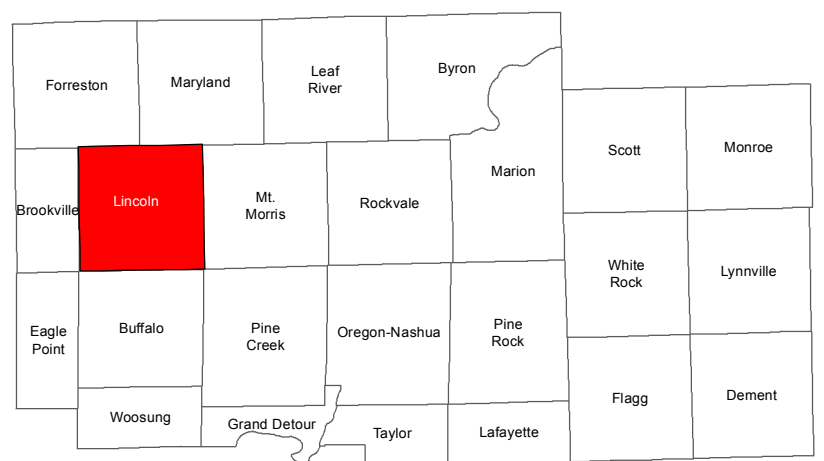 Forreston
Maryland
Leaf
River
Byron
Scott
Monroe
Brookville
Lincoln
Mt.
Morris
Rockvale
Marion
White
Rock
Lynnville
Eagle
Point
Buffalo
Pine
Creek
Oregon-Nashua
Pine
Rock
Flagg
Dement
Woosung
Grand Detour
Taylor
Lafayette